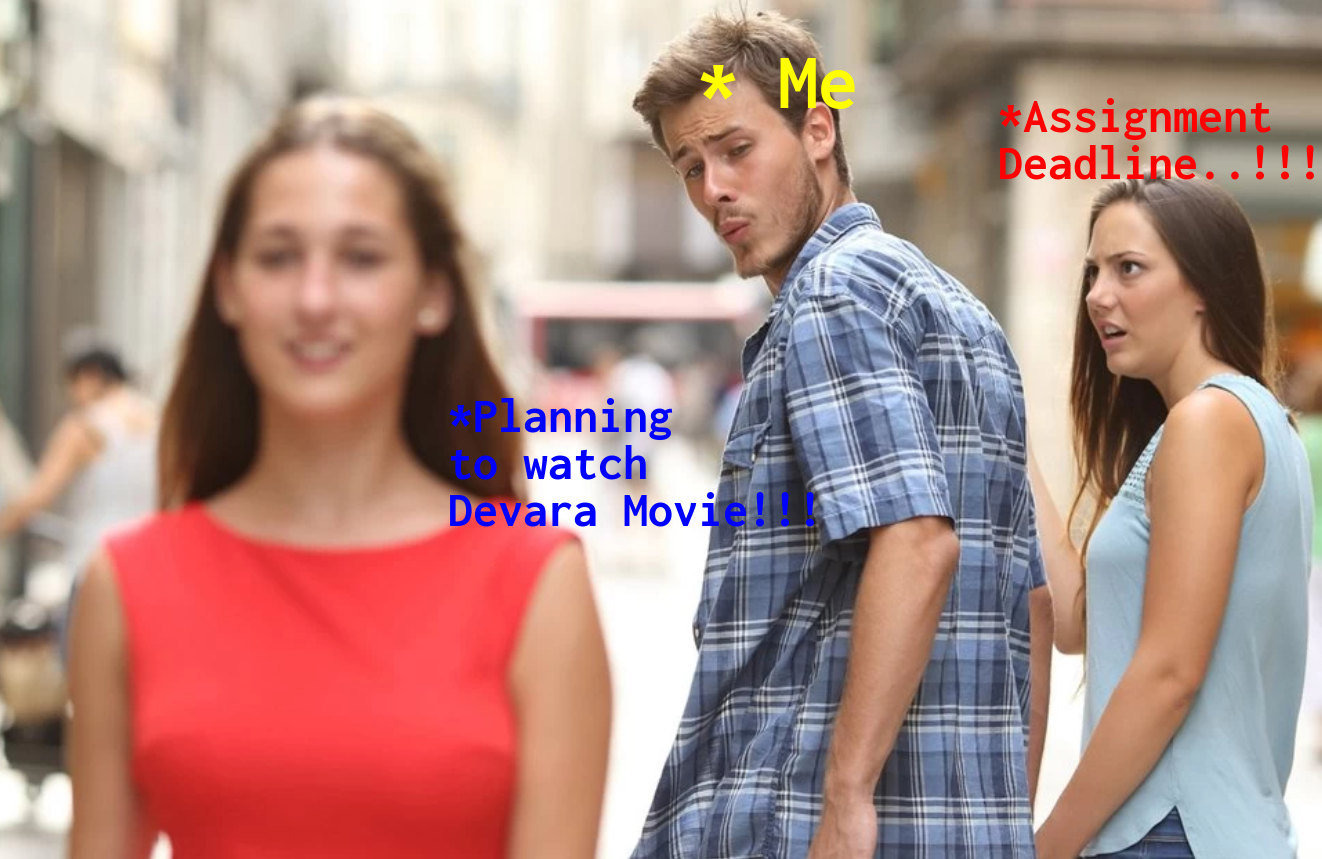 * Me
*Assignment
Deadline..!!!
*Planning
to watch
Devara Movie!!!